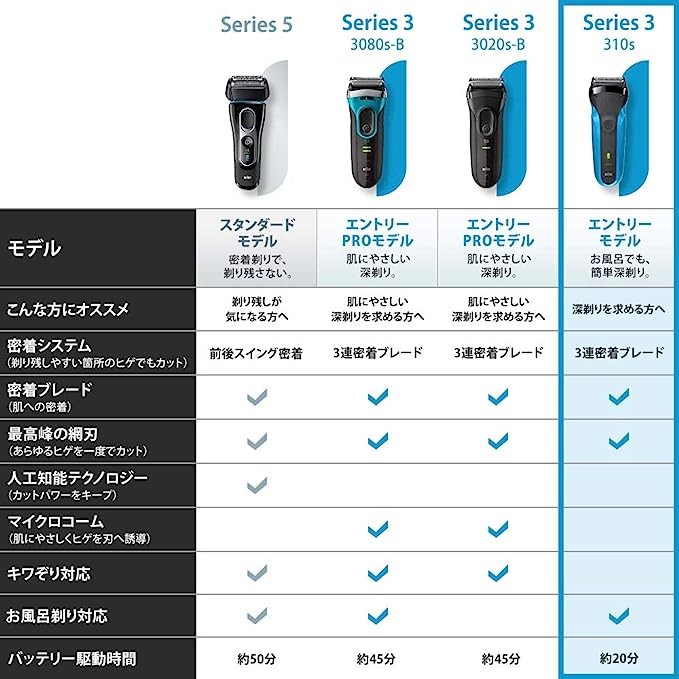 Series 5
Series 3
3080s-B
Series 3
3020s-B
Series 3
310s
モデル
スタンダード
モデル
密着剃りで、
剃り残さない。
エントリー
PROモデル
肌にやさしい
深剃り。
エントリー
PROモデル
肌にやさしい
深剃り。
エントリー
モデル
お風呂でも、
簡単深剃り。
こんな方にオススメ
剃り残しが
気になる方へ
肌にやさしい
深剃りを求める方へ
肌にやさしい
深剃りを求める方へ
深剃りを求める方へ
密着システム
(剃り残しやすい箇所のヒゲでもカット)
前後スイング密着
3連密着ブレード
3連密着ブレード
3連密着ブレード
密着ブレード
(肌への密着)
最高峰の網刃
(あらゆるヒゲを一度でカット)
人工知能テクノロジー
(カットパワーをキープ)
マイクロコーム
(肌にやさしくヒゲを刃へ誘導)
キワぞり対応
お風呂剃り対応
バッテリー駆動時間
約50分
約45分
約45分
約20分